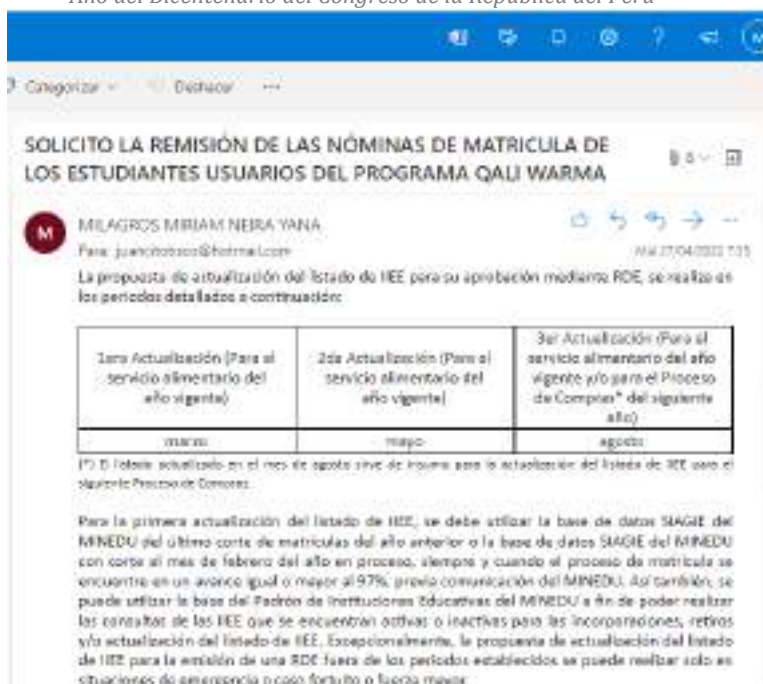 Año del Bicentenario del Congreso de la República del Perú
?
Categorizar
Deshacer
SOLICITO LA REMISIÓN DE LAS NÓMINAS DE MATRICULA DE
LOS ESTUDIANTES USUARIOS DEL PROGRAMA QALI WARMA
M
MILAGROS MIRIAM NEIRA YANA
Para:
La propuesta de actualización del listado de IIEE para su aprobación mediante RDE, se realiza en
los periodos detallados a continuación:
1era Actualización (Para el
servicio alimentario del
año vigente)
2da Actualización (Para el
servicio alimentario del
año vigente)
3er Actualización (Para el
servicio alimentario del año
vigente y/o para el Proceso
de Compras* del siguiente
año)
marzo
mayo
agosto
(*) El listado actualizado en el mes de agosto sirve de insumo para la actualización del listado de IIEE para el
siguiente Proceso de Compras.
Para la primera actualización del listado de IIEE, se debe utilizar la base de datos SIAGIE del
MINEDU del último corte de matrículas del año anterior o la base de datos SIAGIE del MINEDU
con corte al mes de febrero del año en proceso, siempre y cuando el proceso de matrícula se
encuentre en un avance igual o mayor al 97%, previa comunicación del MINEDU. Así también, se
puede utilizar la base del Padrón de Instituciones Educativas del MINEDU a fin de poder realizar
las consultas de las IIEE que se encuentran activas o inactivas para las incorporaciones, retiros
y/o actualización del listado de IIEE. Excepcionalmente, la propuesta de actualización del listado
de IIEE para la emisión de una RDE fuera de los periodos establecidos se puede realizar solo en
situaciones de emergencia o caso fortuito o fuerza mayor